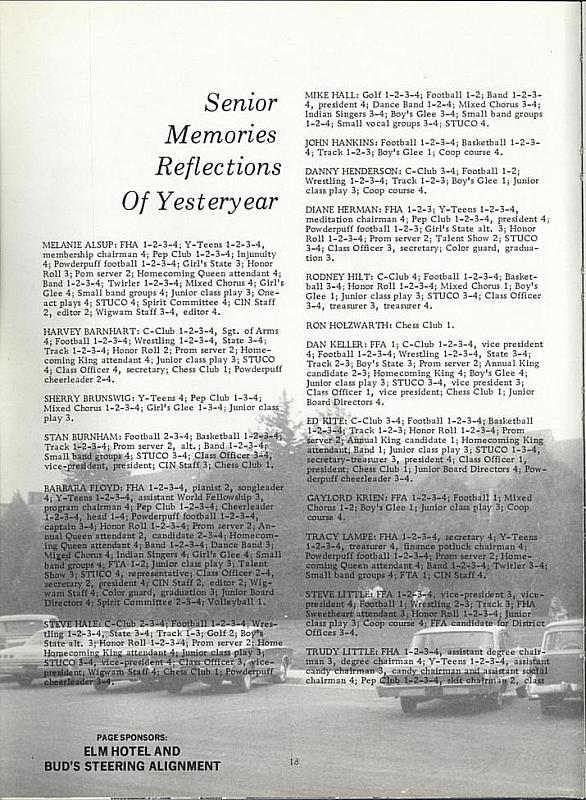 Senior
Memories
Reflections
Of Yesteryear
MELANIE ALSUP: FHA 1-2-3-4; Y-Teens 1-2-3-4,
membership chairman 4; Pep Club 1-2-3-4; Injunuity
4; Powderpuff football 1-2-3-4; Girl's State 3; Honor
Roll 3; Pom server 2; Homecoming Queen attendant 4;
Band 1-2-3-4; Twirler 1-2-3-4; Mixed Chorus 4; Girl's
Glee 4; Small band groups 4; Junior class play 3; One-
act plays 4; STUCO 4; Spirit Committee 4; CIN Staff
2, editor 2; Wigwam Staff 3-4, editor 4.
HARVEY BARNHART: C-Club 1-2-3-4, Sgt. of Arms
4; Football 1-2-3-4; Wrestling 1-2-3-4, State 3-4;
Track 1-2-3-4; Honor Roll 2; Prom server 2; Home-
coming King attendant 4; Junior class play 3; STUCO
4; Class Officer 4, secretary; Chess Club 1; Powderpuff
cheerleader 2-4.
SHERRY BRUNSWIG: Y-Teens 4; Pep Club 1-3-4;
Mixed Chorus 1-2-3-4; Girl's Glee 1-3-4; Junior class
play 3.
STAN BURNHAM: Football 2-3-4; Basketball 1-2-3-4;
Track 1-2-3-4; Prom server 2, alt.; Band 1-2-3-4,
Small band groups 4; STUCO 3-4; Class Officer 3-4,
vice-president, president; CIN Staff 3; Chess Club 1.
BARBARA FLOYD: FHA 1-2-3-4, pianist 2, songleader
4; Y-Teens 1-2-3-4, assistant World Fellowship 3,
program chairman 4; Pep Club 1-2-3-4; Cheerleader
1-2-3-4, head 1-4; Powderpuff football 1-2-3-4,
captain 3-4; Honor Roll 1-2-3-4; Prom server 2; An-
nual Queen attendant 2, candidate 2-3-4; Homecom-
ing Queen attendant 4; Band 1-2-3-4; Dance Band 3;
Mixed Chorus 4; Indian Singers 4; Girl's Glee 4; Small
band groups 4; FTA 1-2; Junior class play 3; Talent
Show 3; STUCO 4, representative; Class Officer 2-4,
secretary 2, president 4; CIN Staff 2, editor 2; Wig-
wam Staff 4; Color guard, graduation 3; Junior Board
Directors 4; Spirit Committee 2-3-4; Volleyball 1.
STEVE HALE: C-Club 2-3-4; Football 1-2-3-4, Wres-
tling 1-2-3-4, State 3-4; Track 1-3; Golf 2; Boy's
State alt. 3; Honor Roll 1-2-3-4; Prom server 2; Home
Homecoming King attendant 4; Junior class play 3;
STUCO 3-4, vice-president 4; Class Officer 3, vice-
president; Wigwam Staff 4; Chess Club 1; Powderpuff
cheerleader 3-4.
MIKE HALL: Golf 1-2-3-4; Football 1-2; Band 1-2-3-
4, president 4; Dance Band 1-2-4; Mixed Chorus 3-4;
Indian Singers 3-4; Boy's Glee 3-4; Small band groups
1-2-4; Small vocal groups 3-4; STUCO 4.
JOHN HANKINS: Football 1-2-3-4; Basketball 1-2-3-
4; Track 1-2-3; Boy's Glee 1; Coop course 4.
DANNY HENDERSON: C-Club 3-4; Football 1-2;
Wrestling 1-2-3-4; Track 1-2-3; Boy's Glee 1; Junior
class play 3; Coop course 4.
DIANE HERMAN: FHA 1-2-3; Y-Teens 1-2-3-4,
meditation chairman 4; Pep Club 1-2-3-4, president 4;
Powderpuff football 1-2-3; Girl's State alt. 3; Honor
Roll 1-2-3-4; Prom server 2; Talent Show 2; STUCO
3-4; Class Officer 3, secretary; Color guard, gradua-
tion 3.
RODNEY HILT: C-Club 4; Football 1-2-3-4; Basket-
ball 3-4; Honor Roll 1-2-3-4; Mixed Chorus 1; Boy's
Glee 1; Junior class play 3; STUCO 3-4; Class Officer
3-4, treasurer 3, treasurer 4.
RON HOLZWARTH: Chess Club 1.
DAN KELLER: FFA 1; C-Club 2-3-4, vice president
4; Football 1-2-3-4; Wrestling 1-2-3-4, State 3-4;
Track 2-3; Boy's State 3; Prom server 2; Annual King
candidate 2-3; Homecoming King 4; Boy's Glee 4;
Junior class play 3; STUCO 3-4, vice president 3;
Class Officer 1, vice president; Chess Club 1; Junior
Board Directors 4.
ED KITE: C-Club 3-4; Football 1-2-3-4; Basketball
1-2-3-4; Track 1-2-3; Honor Roll 1-2-3-4; Prom
server 2; Annual King candidate 1; Homecoming King
attendant; Band 1; Junior class play 3; STUCO 1-3-4,
secretary-treasurer 3, president 4; Class Officer 1,
president; Chess Club 1; Junior Board Directors 4; Pow-
derpuff cheerleader 3-4.
GAYLORD KRIEN: FFA 1-2-3-4; Football 1; Mixed
Chorus 1-2; Boy's Glee 1; Junior class play 3; Coop
course 4.
TRACY LAMPE: FHA 1-2-3-4, secretary 4; Y-Teens
1-2-3-4, treasurer 4, finance potluck chairman 4;
Powderpuff football 1-2-3-4; Prom server 2; Home-
coming Queen attendant 4; Band 1-2-3-4; Twirler 3-4;
Small band groups 4; FTA 1; CIN Staff 4.
STEVE LITTLE: FFA 1-2-3-4, vice-president 3, vice-
president 4; Football 1; Wrestling 2-3; Track 3; FHA
Sweetheart attendent 3; Honor Roll 1-2-3-4; Junior
class play 3; Coop course 4; FFA candidate for District
Offices 3-4.
TRUDY LITTLE: FHA 1-2-3-4, assistant degree chair-
man 3, degree chairman 4; Y-Teens 1-2-3-4, assistant
candy chairman 3, candy chairman and assistant social
chairman 4; Pep Club 1-2-3-4, skit chairman 2, class
PAGE SPONSORS:
ELM HOTEL AND
BUD'S STEERING ALIGNMENT
18